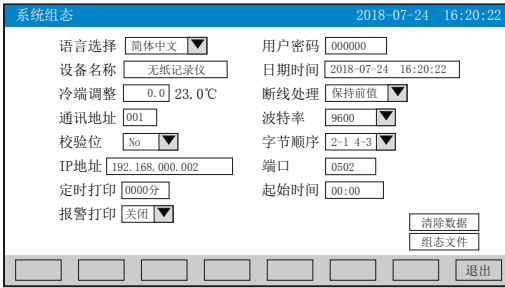 系统组态 2018-07-24 16:20:22
语言选择 简体中文 用户密码 000000
设备名称 无纸记录仪 日期时间 2018-07-24 16:20:22
冷端调整 0.0 23.0℃ 断线处理 保持前值
通讯地址 001 波特率 9600
校验位 No 字节顺序 2-1 4-3
IP地址 192.168.000.002 端口 0502
定时打印 0000分 起始时间 00:00
报警打印 关闭
清除数据
组态文件
退出